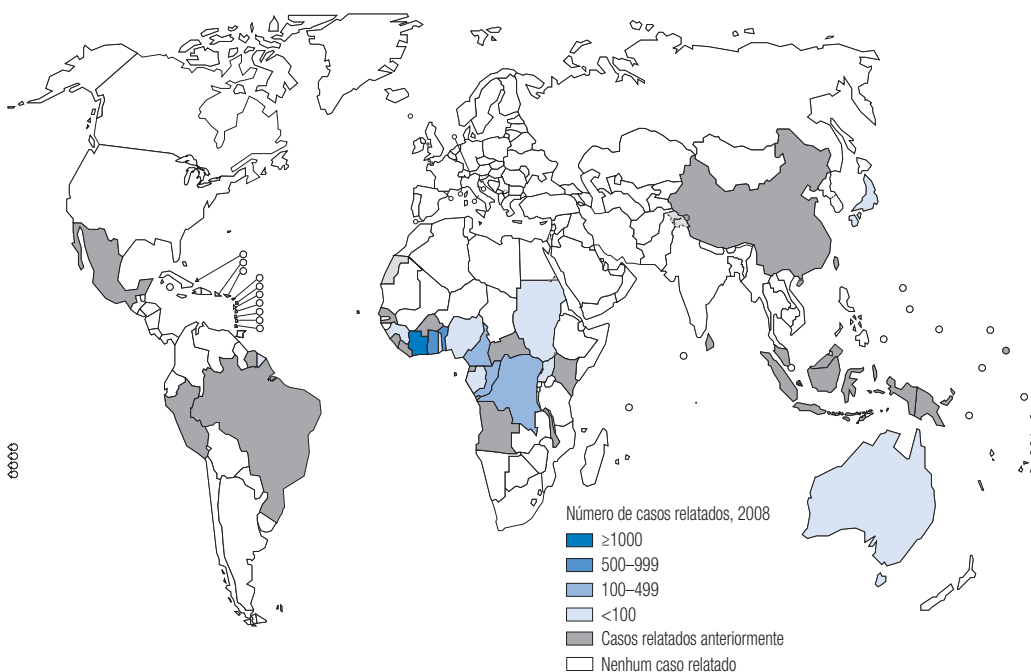 Número de casos relatados, 2008
≥1000
500–999
100–499
<100
Casos relatados anteriormente
Nenhum caso relatado